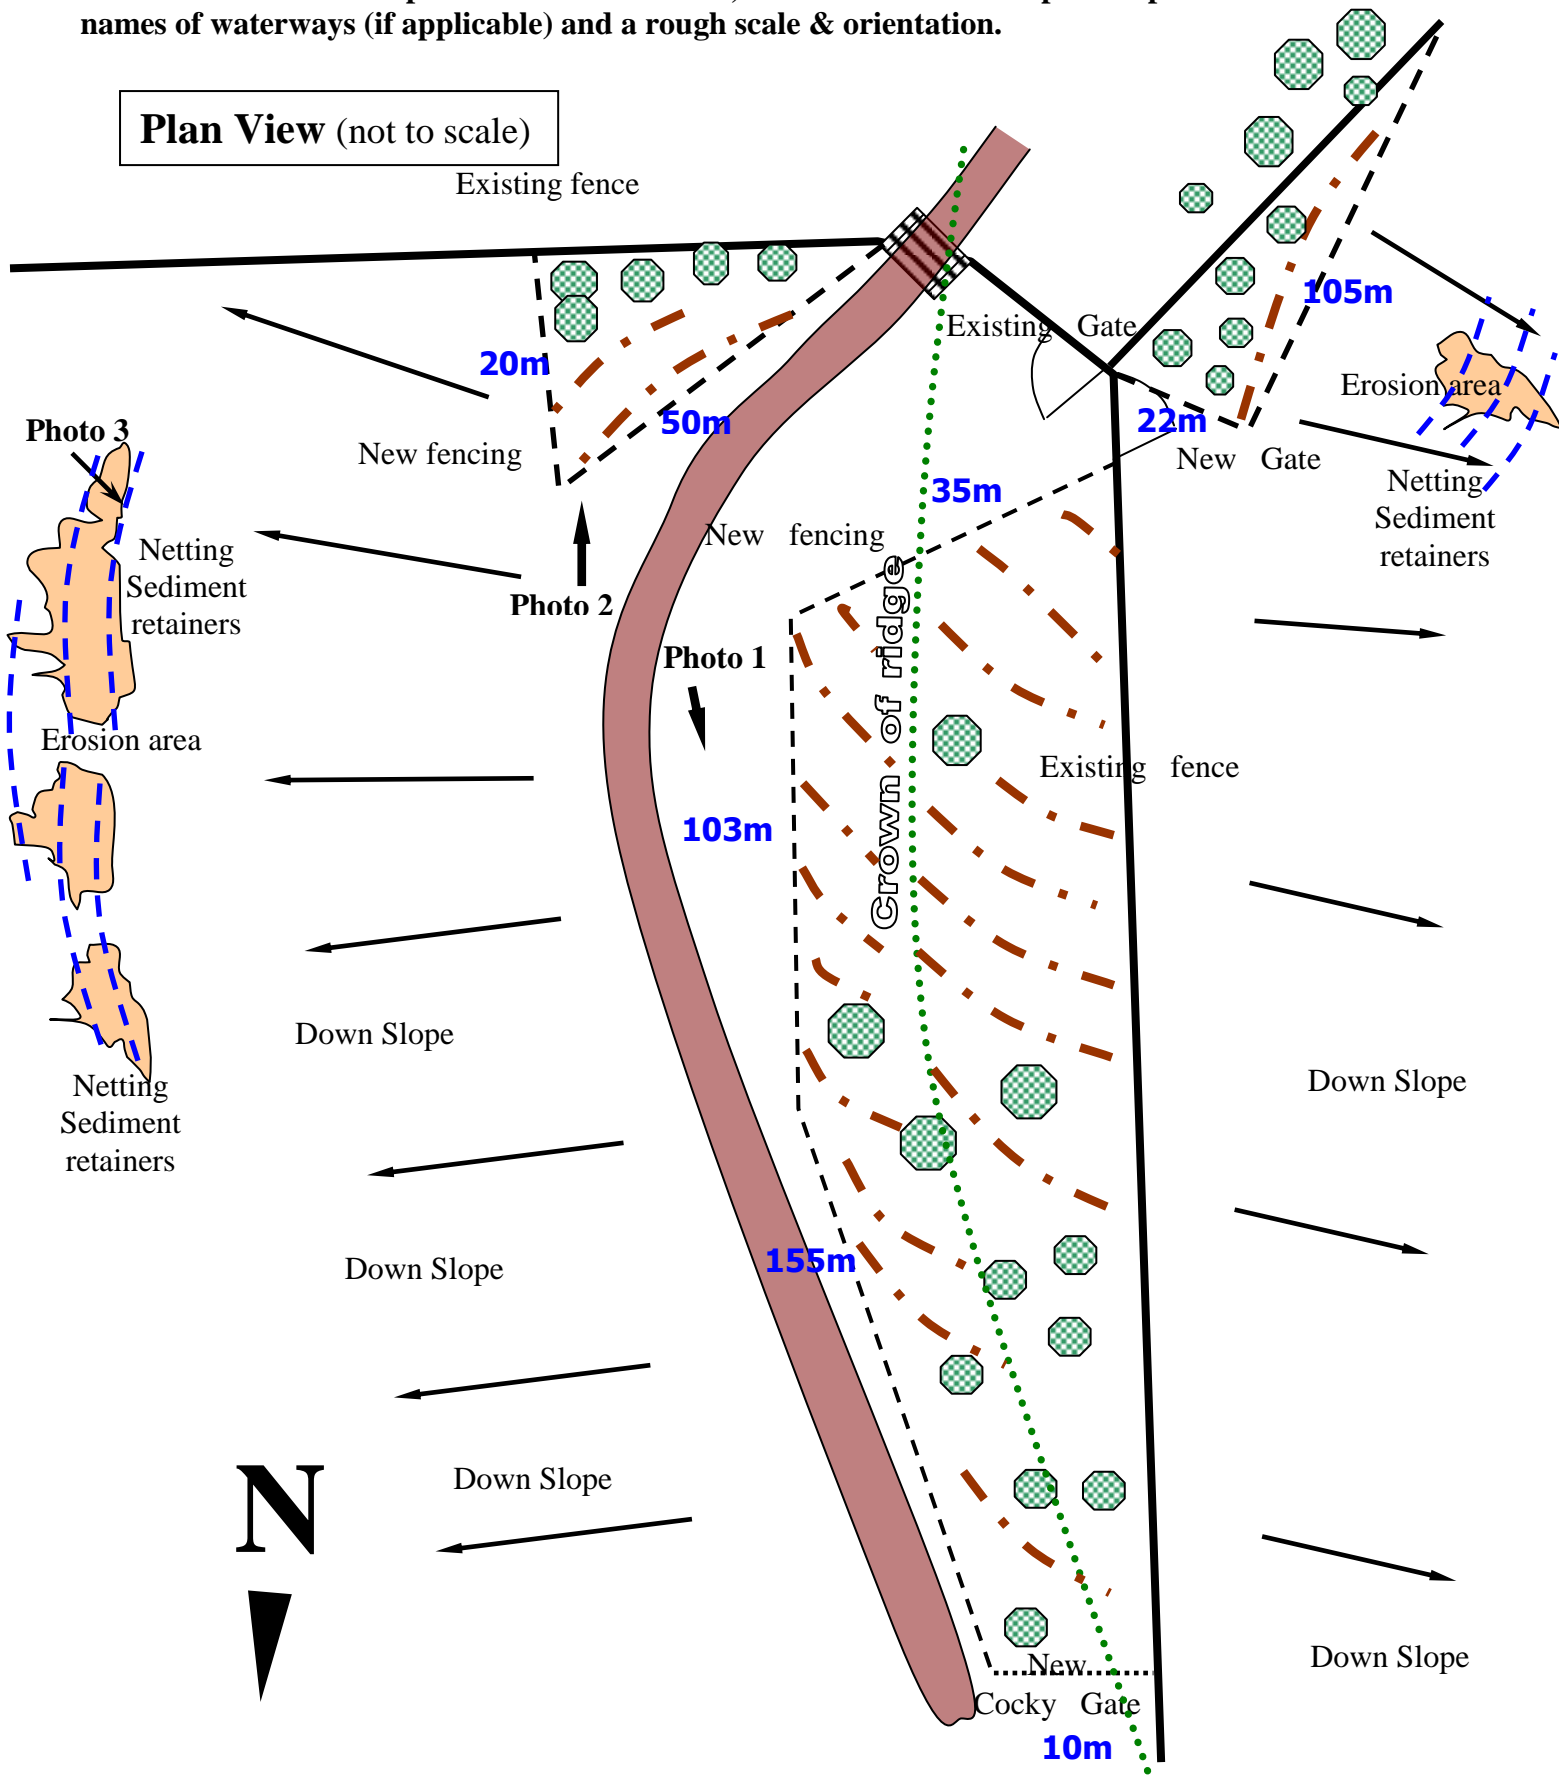 names of waterways (if applicable) and a rough scale & orientation.
Plan View (not to scale)
Existing fence
105m
Existing Gate
Erosion area
20m
50m
22m
Photo 3
New fencing
New Gate
35m
Netting
Sediment
retainers
New fencing
Netting
Sediment
retainers
Photo 2
Photo 1
Crown of ridge
Erosion area
Existing fence
103m
Down Slope
Netting
Sediment
retainers
Down Slope
155m
Down Slope
N
Down Slope
New
Cocky Gate
Down Slope
10m